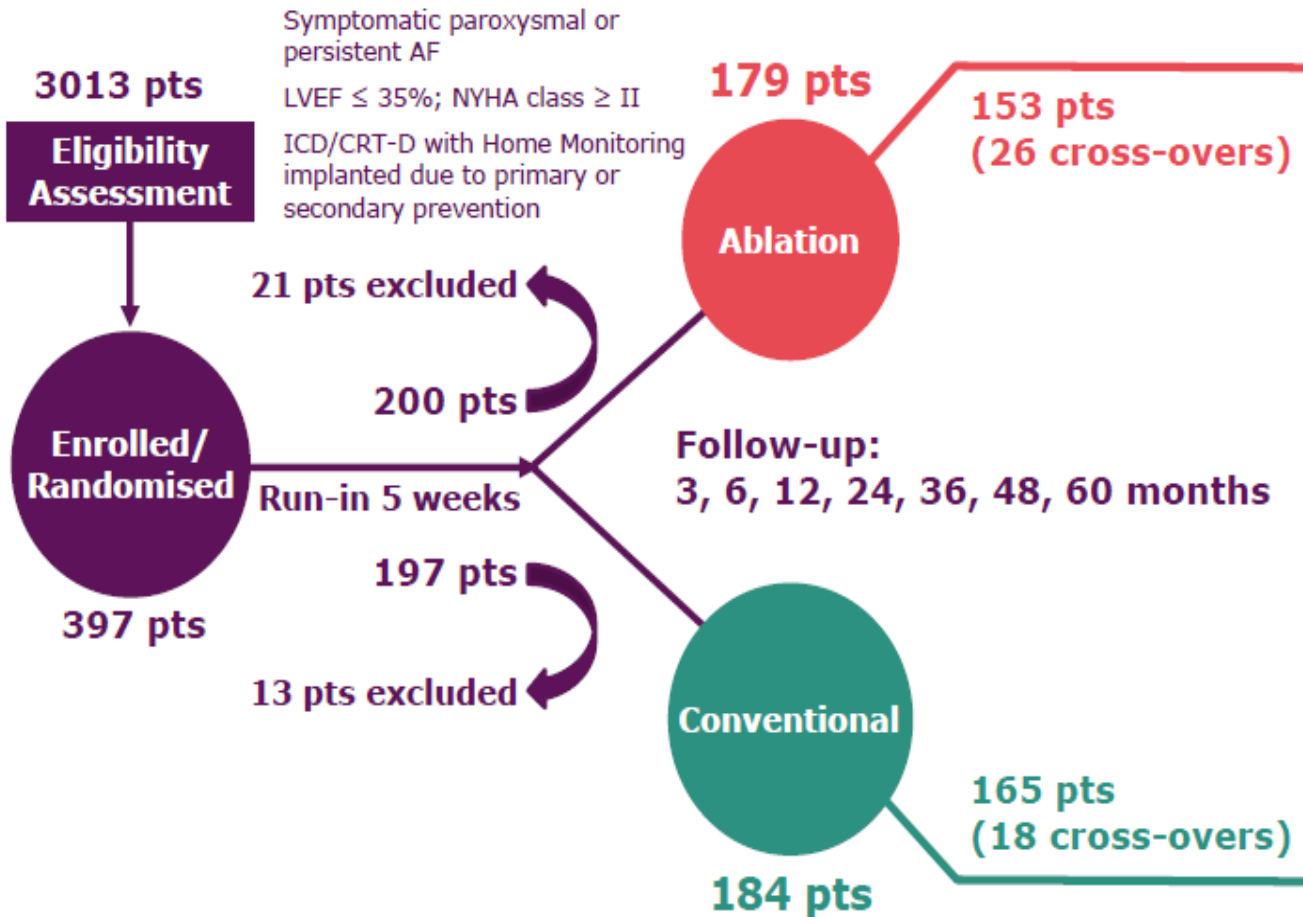 3013 pts
Eligibility
Assessment
Symptomatic paroxysmal or
persistent AF
LVEF ≤ 35%; NYHA class ≥ II
ICD/CRT-D with Home Monitoring
implanted due to primary or
secondary prevention
Enrolled/
Randomised
397 pts
21 pts excluded
200 pts
Run-in 5 weeks
197 pts
13 pts excluded
179 pts
Ablation
153 pts
(26 cross-overs)
Follow-up:
3, 6, 12, 24, 36, 48, 60 months
Conventional
184 pts
165 pts
(18 cross-overs)